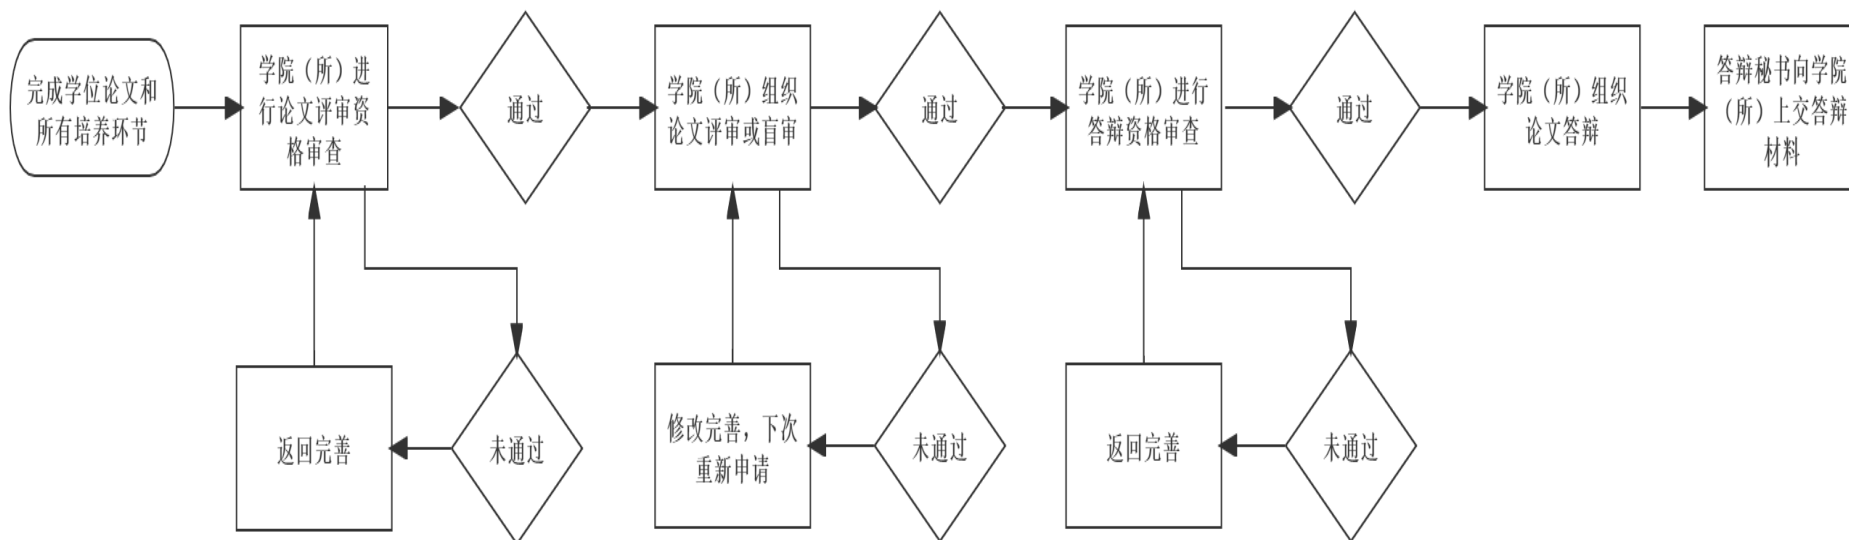 完成学位论文和
所有培养环节
学院（所）进
行论文评审资
格审查
通过
学院（所）组织
论文评审或盲审
通过
学院（所）进行
答辩资格审查
通过
学院（所）组织
论文答辩
答辩秘书向学院
（所）上交答辩
材料
返回完善
未通过
修改完善，下次
重新申请
未通过
返回完善
未通过